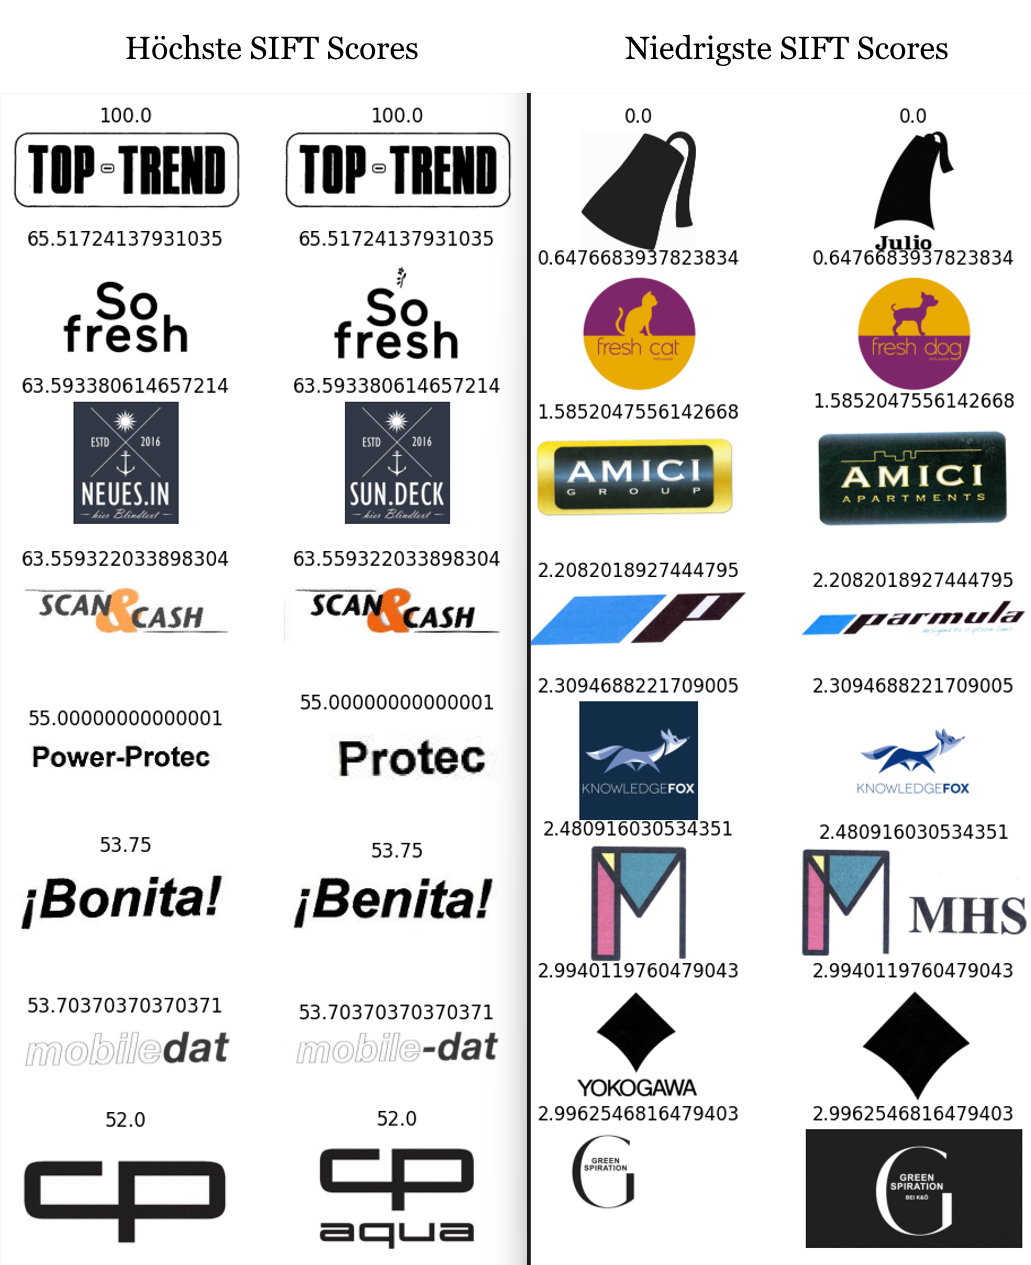 Höchste SIFT Scores
Niedrigste SIFT Scores
100.0
100.0
TOP-TREND
TOP-TREND
65.51724137931035
65.51724137931035
So
fresh
So
fresh
63.593380614657214
63.593380614657214
ESTD 2016
NEUES.IN
hier Blindtext
ESTD 2016
SUN.DECK
hier Blindtext
63.559322033898304
63.559322033898304
SCAN&CASH
SCAN&CASH
55.00000000000001
55.00000000000001
Power-Protec
Protec
53.75
53.75
¡Bonita!
¡Benita!
53.70370370370371
53.70370370370371
mobiledat
mobile-dat
52.0
52.0
cp
cp
aqua
0.0
0.0
Julio
0.6476683937823834
0.6476683937823834
fresh cat
fresh dog
1.5852047556142668
1.5852047556142668
AMICI
GROUP
AMICI
APARTMENTS
2.2082018927444795
2.2082018927444795
P
parmula
2.3094688221709005
2.3094688221709005
KNOWLEDGEFOX
KNOWLEDGEFOX
2.480916030534351
2.480916030534351
M
M
MHS
2.9940119760479043
2.9940119760479043
YOKOGAWA
2.9962546816479403
2.9962546816479403
G
GREEN
SPIRATION
G
GREEN
SPIRATION
BEI K&Ö